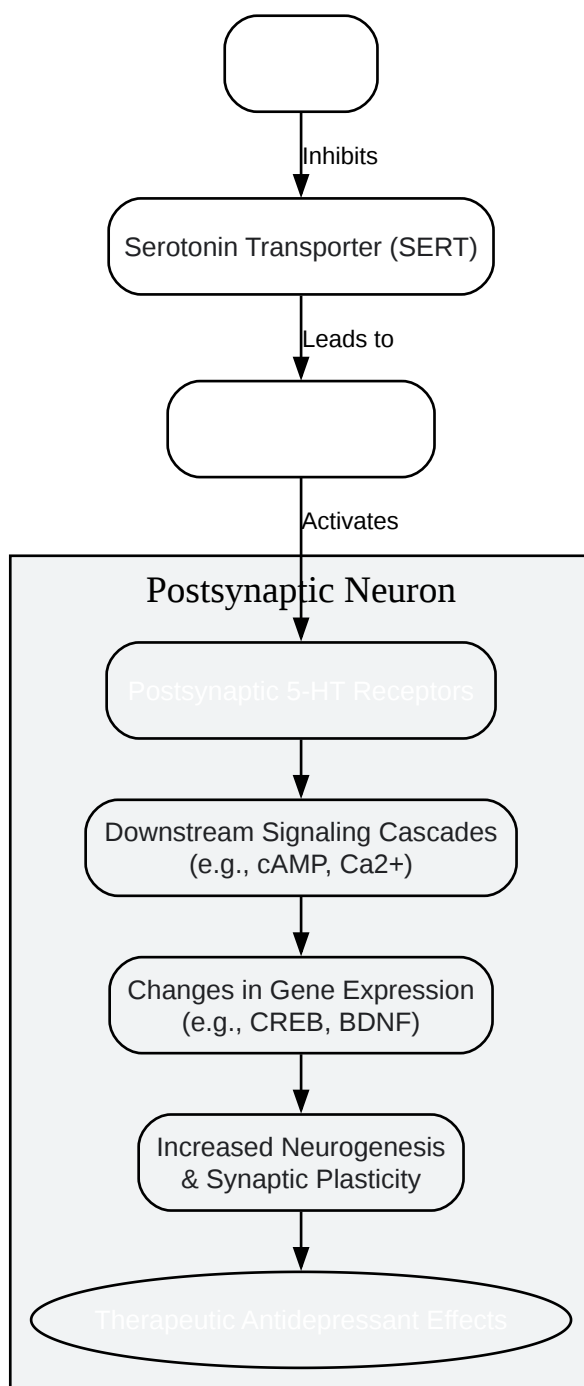 Inhibits
Serotonin Transporter (SERT)
Leads to
Activates
Postsynaptic Neuron
Postsynaptic 5-HT Receptors
Downstream Signaling Cascades
(e.g., cAMP, Ca2+)
Changes in Gene Expression
(e.g., CREB, BDNF)
Increased Neurogenesis
& Synaptic Plasticity
Therapeutic Antidepressant Effects